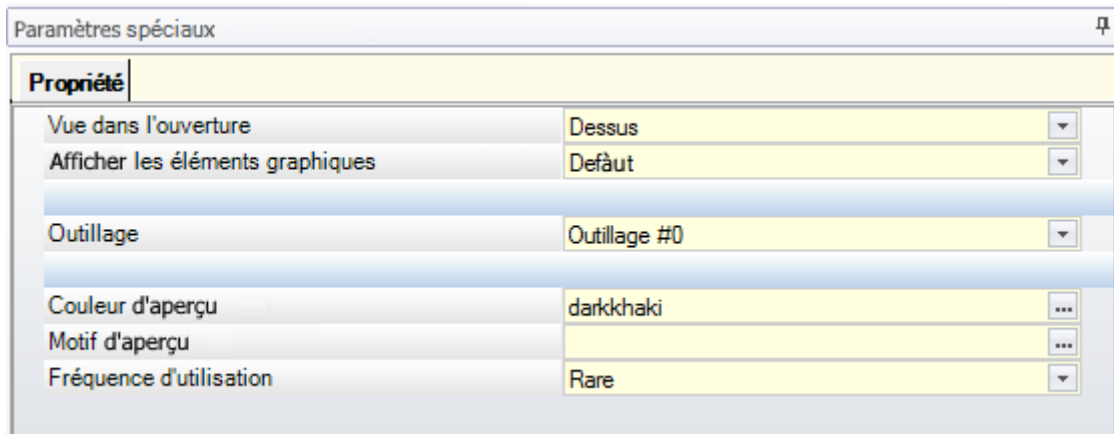 Paramètres spéciaux
Propriété
Vue dans l'ouverture Dessus
Afficher les éléments graphiques Defàut
Outillage Outillage #0
Couleur d'aperçu darkkhaki ...
Motif d'aperçu ...
Fréquence d'utilisation Rare